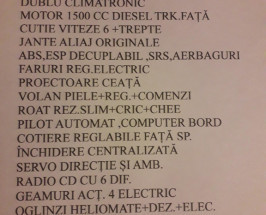 DUBLU CLIMATRONIC
MOTOR 1500 CC DIESEL TRK.FAȚĂ
CUTIE VITEZE 6 +TREPTE
JANTE ALIAJ ORIGINALE
ABS,ESP DECUPLABIL ,SRS,AERBAGURI
FARURI REG.ELECTRIC
PROIECTOARE CEAȚĂ
VOLAN PIELE+REG.+COMENZI
ROAT REZ.SLIM+CRIC+CHEE
PILOT AUTOMAT ,COMPUTER BORD
COTIERE REGLABILE FAȚĂ SP.
ÎNCHIDERE CENTRALIZATĂ
SERVO DIRECȚIE ȘI AMB.
RADIO CD CU 6 DIF.
GEAMURI ACȚ. 4 ELECTRIC
OGLINZI HELIOMATE+DEZ.+ELEC.